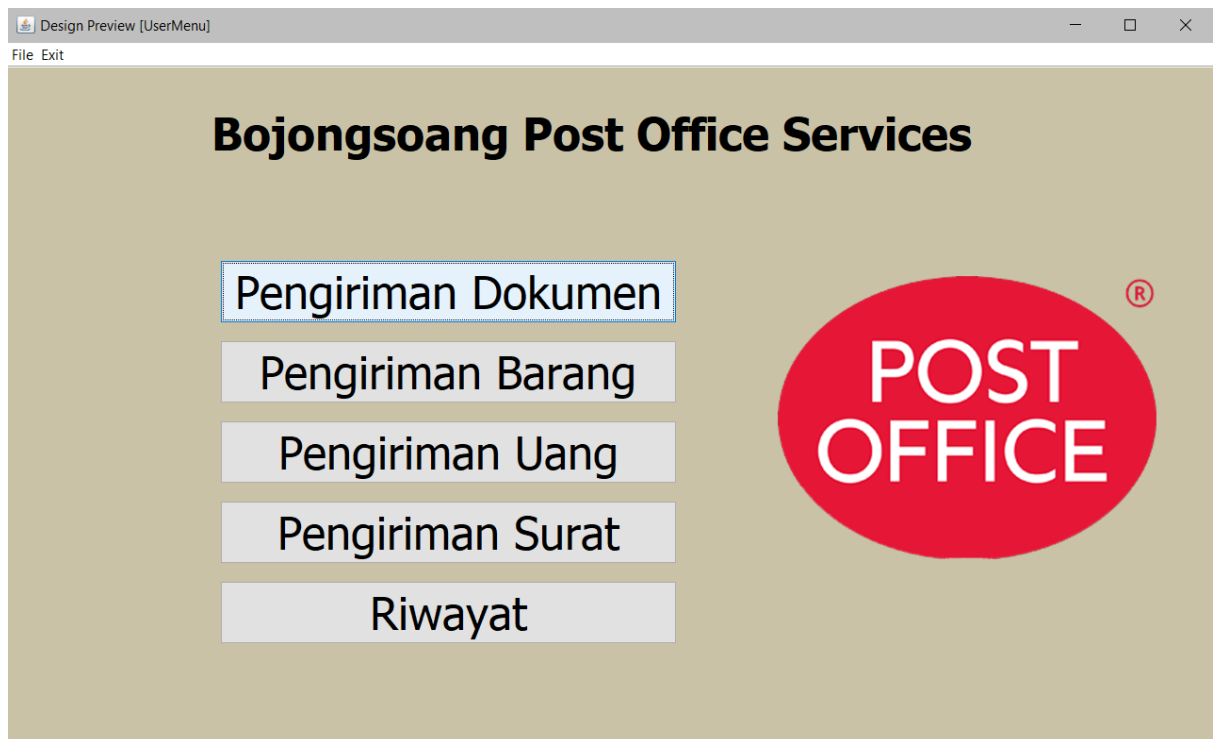 Design Preview [UserMenu]
File Exit
Bojongsoang Post Office Services
Pengiriman Dokumen
Pengiriman Barang
Pengiriman Uang
Pengiriman Surat
Riwayat
POST
OFFICE
®